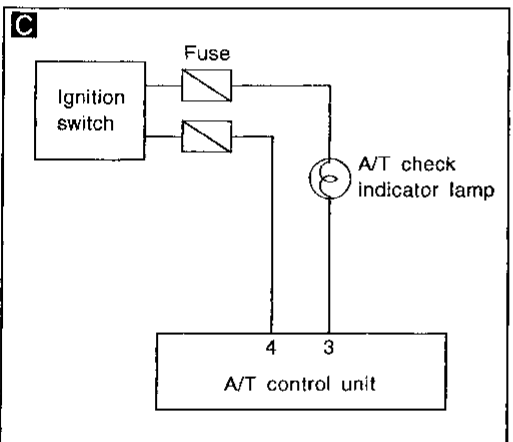 C
Fuse
Ignition
switch
A/T check
indicator lamp
4 3
A/T control unit